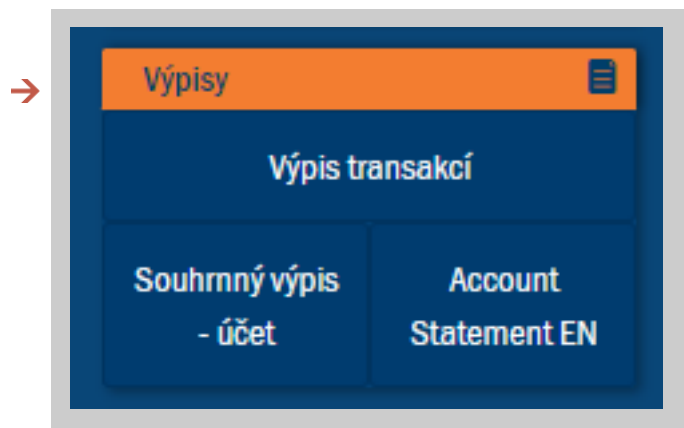 Výpisy
Výpis transakcí
Souhrnný výpis
- účet
Account
Statement EN